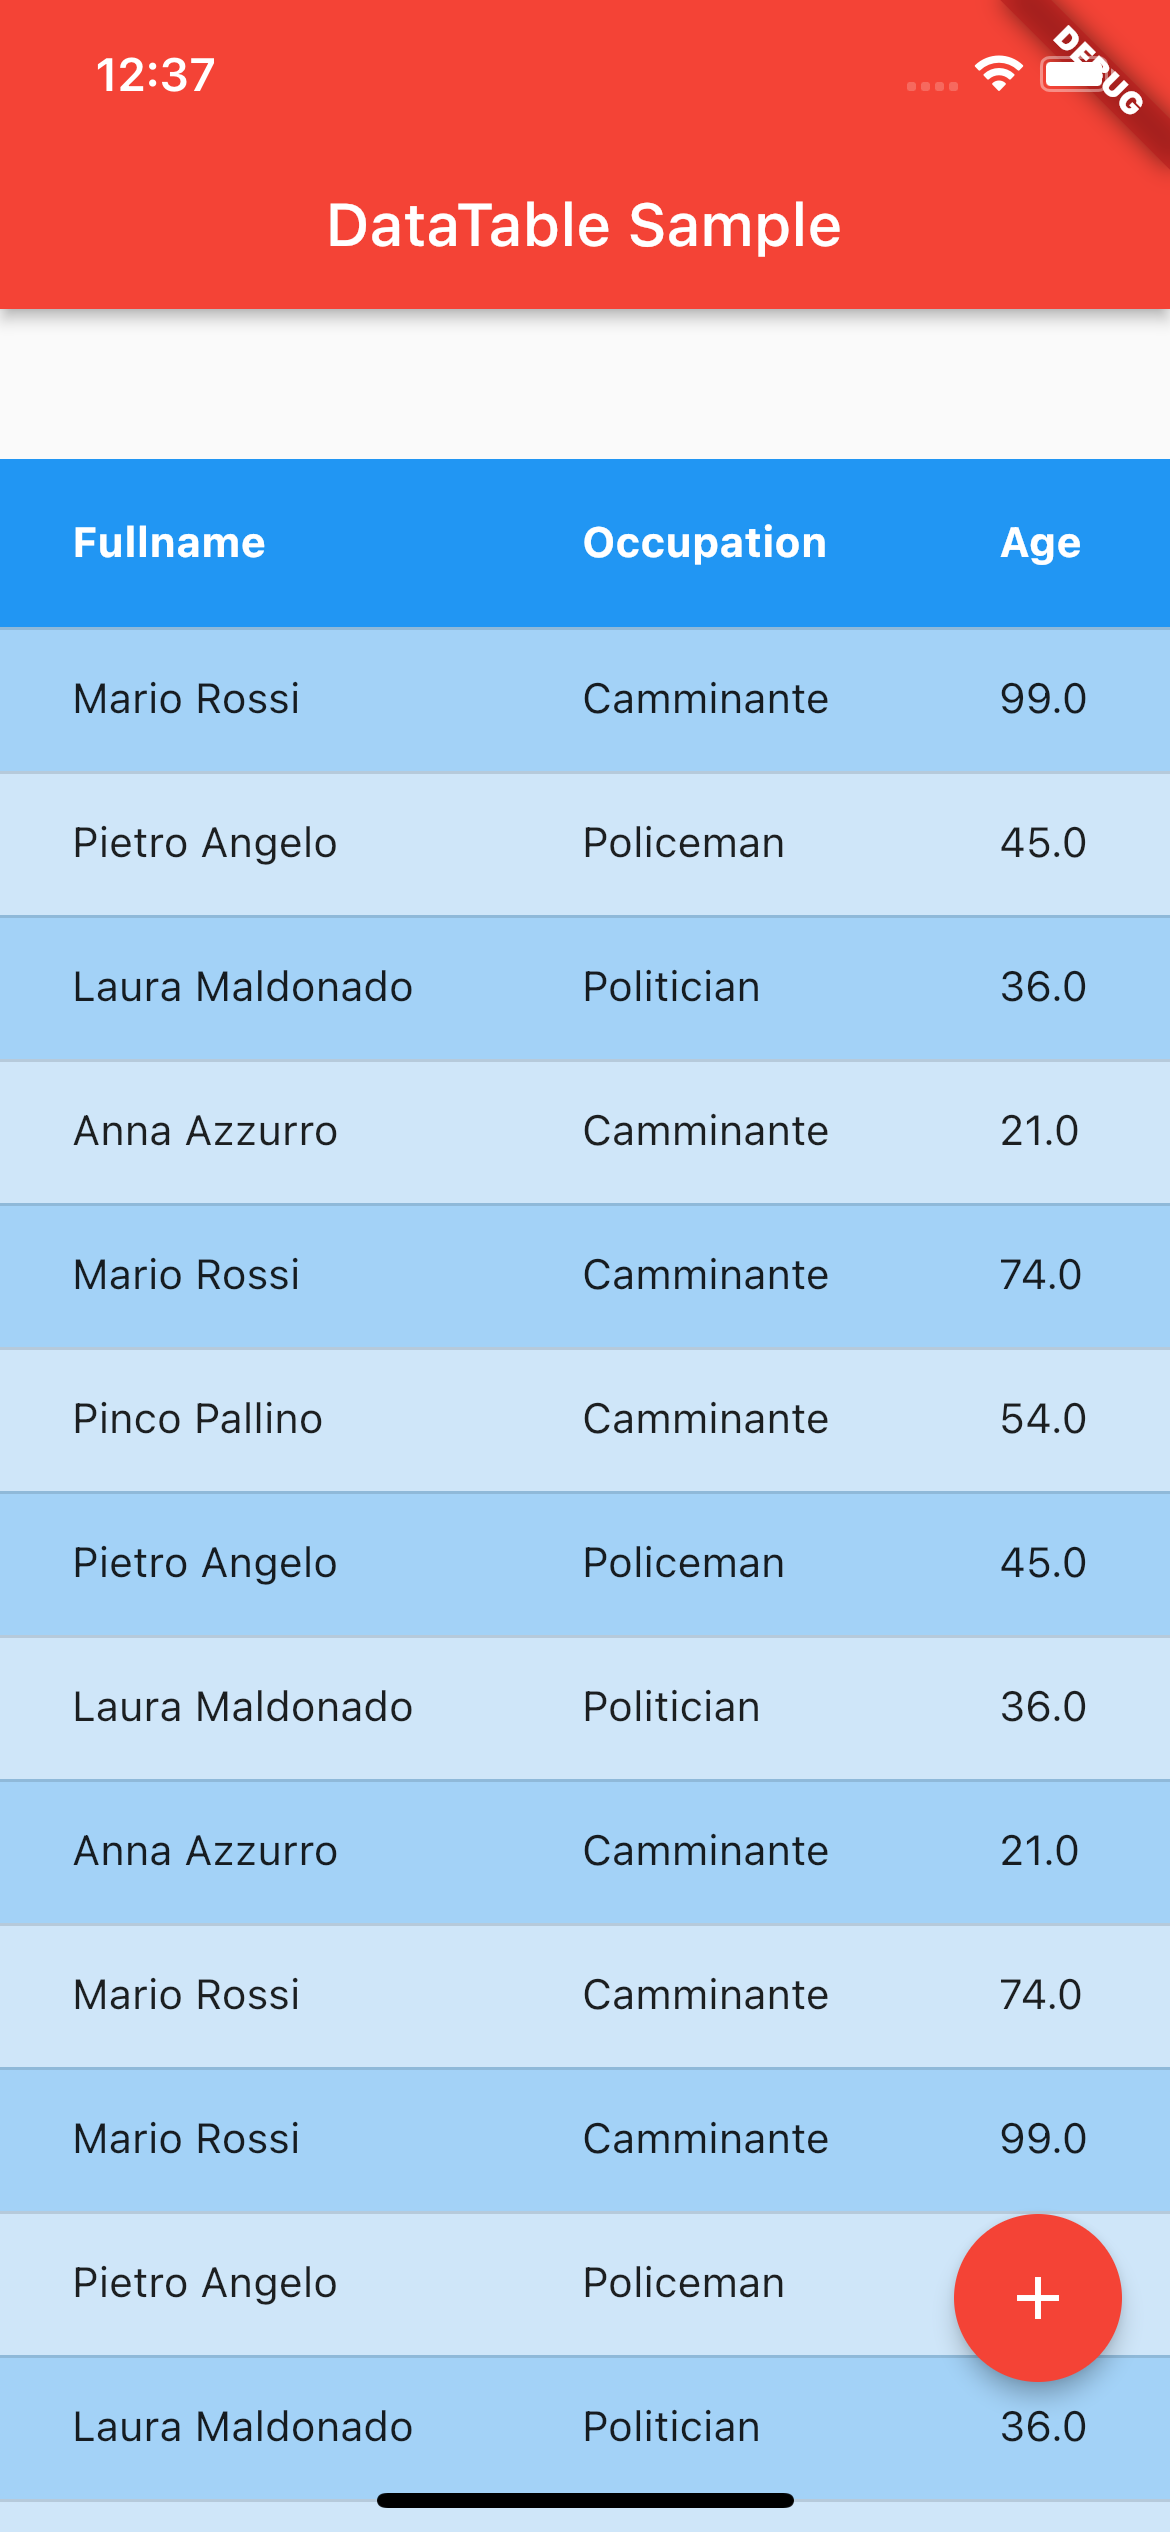 12:37
DEBUG
DataTable Sample
Fullname Occupation Age
Mario Rossi Camminante 99.0
Pietro Angelo Policeman 45.0
Laura Maldonado Politician 36.0
Anna Azzurro Camminante 21.0
Mario Rossi Camminante 74.0
Pinco Pallino Camminante 54.0
Pietro Angelo Policeman 45.0
Laura Maldonado Politician 36.0
Anna Azzurro Camminante 21.0
Mario Rossi Camminante 74.0
Mario Rossi Camminante 99.0
Pietro Angelo Policeman
+
Laura Maldonado Politician 36.0